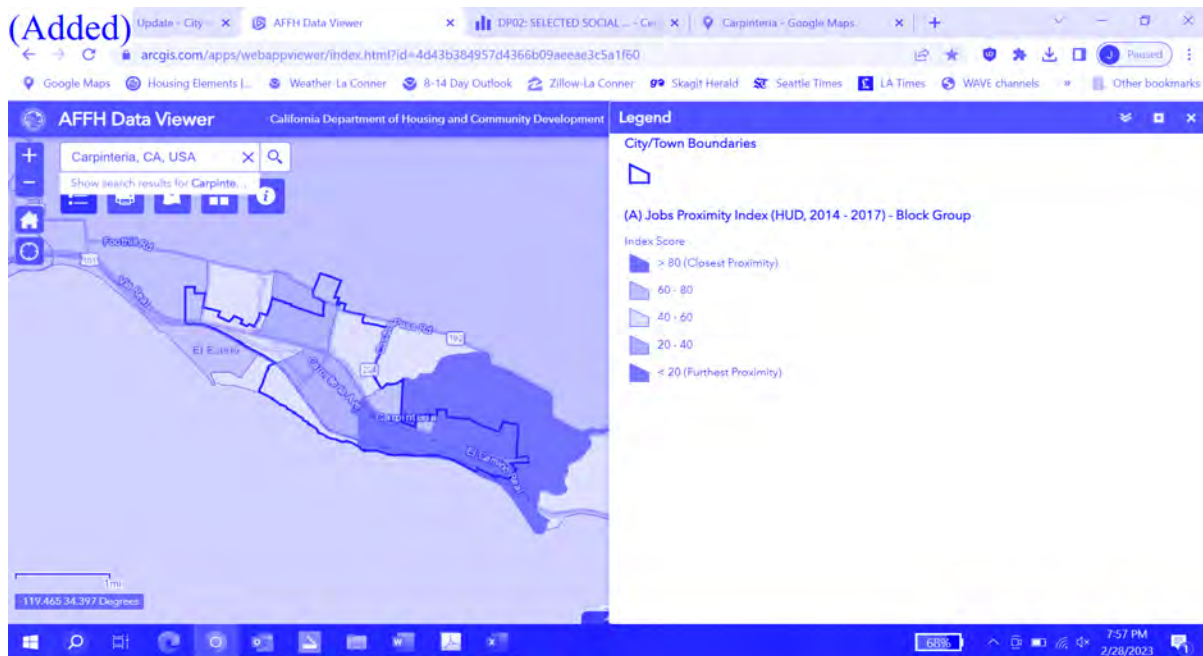 (Added)
Update - City
AFFH Data Viewer
DP02: SELECTED SOCIAL ... - Cen
Carpinteria - Google Maps
arcgis.com/apps/webappviewer/index.html?id=4d43b384957d4366b09aeeae3c5a1f60
Paused
Google Maps
Housing Elements |...
Weather-La Conner
8-14 Day Outlook
Zillow-La Conner
Skagit Herald
Seattle Times
LA Times
WAVE channels
Other bookmarks
AFFH Data Viewer
California Department of Housing and Community Development
Legend
Carpinteria, CA, USA
Show search results for Carpinte...
City/Town Boundaries
(A) Jobs Proximity Index (HUD, 2014 - 2017) - Block Group
Index Score
> 80 (Closest Proximity)
60 - 80
40 - 60
20 - 40
< 20 (Furthest Proximity)
Foothill Rd
101
Via Real
El Estero
Pass Rd
192
Carpinteria
El Camino Real
1mi
119.465 34.397 Degrees
68%
7:57 PM
2/28/2023